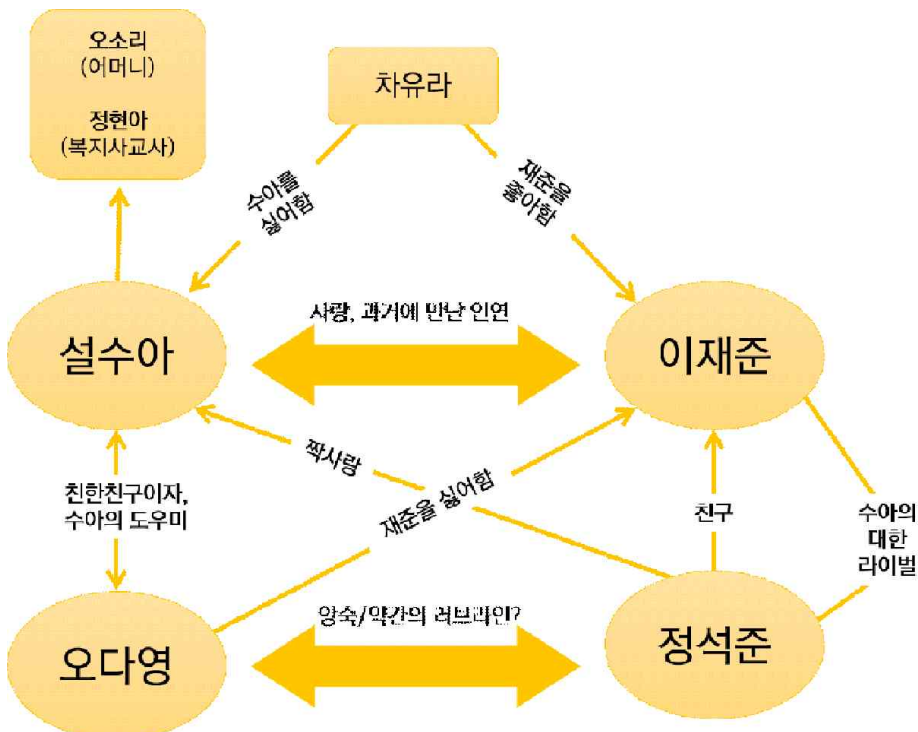 오소리
(어머니)
정현아
(복지사교사)
차유라
수아를
싫어함
재준을
좋아함
사랑, 과거에 만난 인연
설수아
이재준
짝사랑
재준을 싫어함
친한친구이자,
수아의 도우미
친구
수아의
대한
라이벌
앙숙/약간의 러브라인?
오다영
정석준